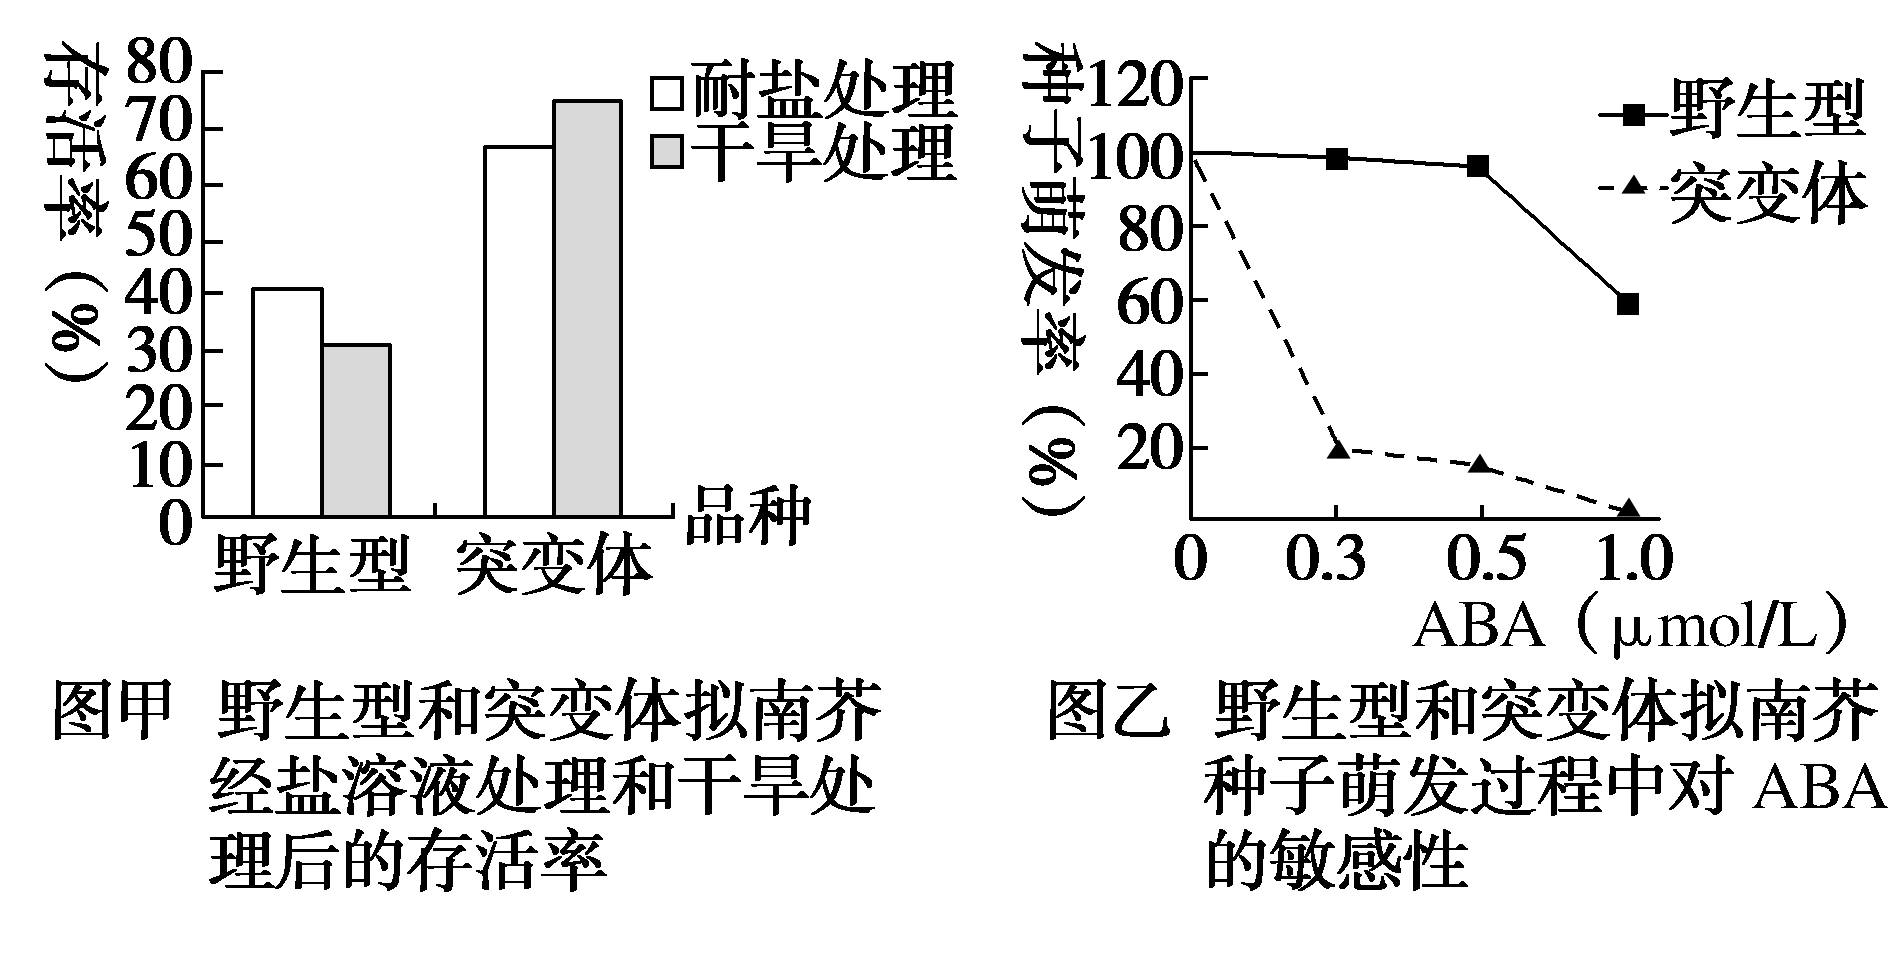 存活率（%）
80
70
60
50
40
30
20
10
0
耐盐处理
干旱处理
野生型
突变体
品种
图甲 野生型和突变体拟南芥
经盐溶液处理和干旱处
理后的存活率
种子萌发率（%）
120
100
80
60
40
20
野生型
突变体
0 0.3 0.5 1.0
ABA（μmol/L）
图乙 野生型和突变体拟南芥
种子萌发过程中对 ABA
的敏感性